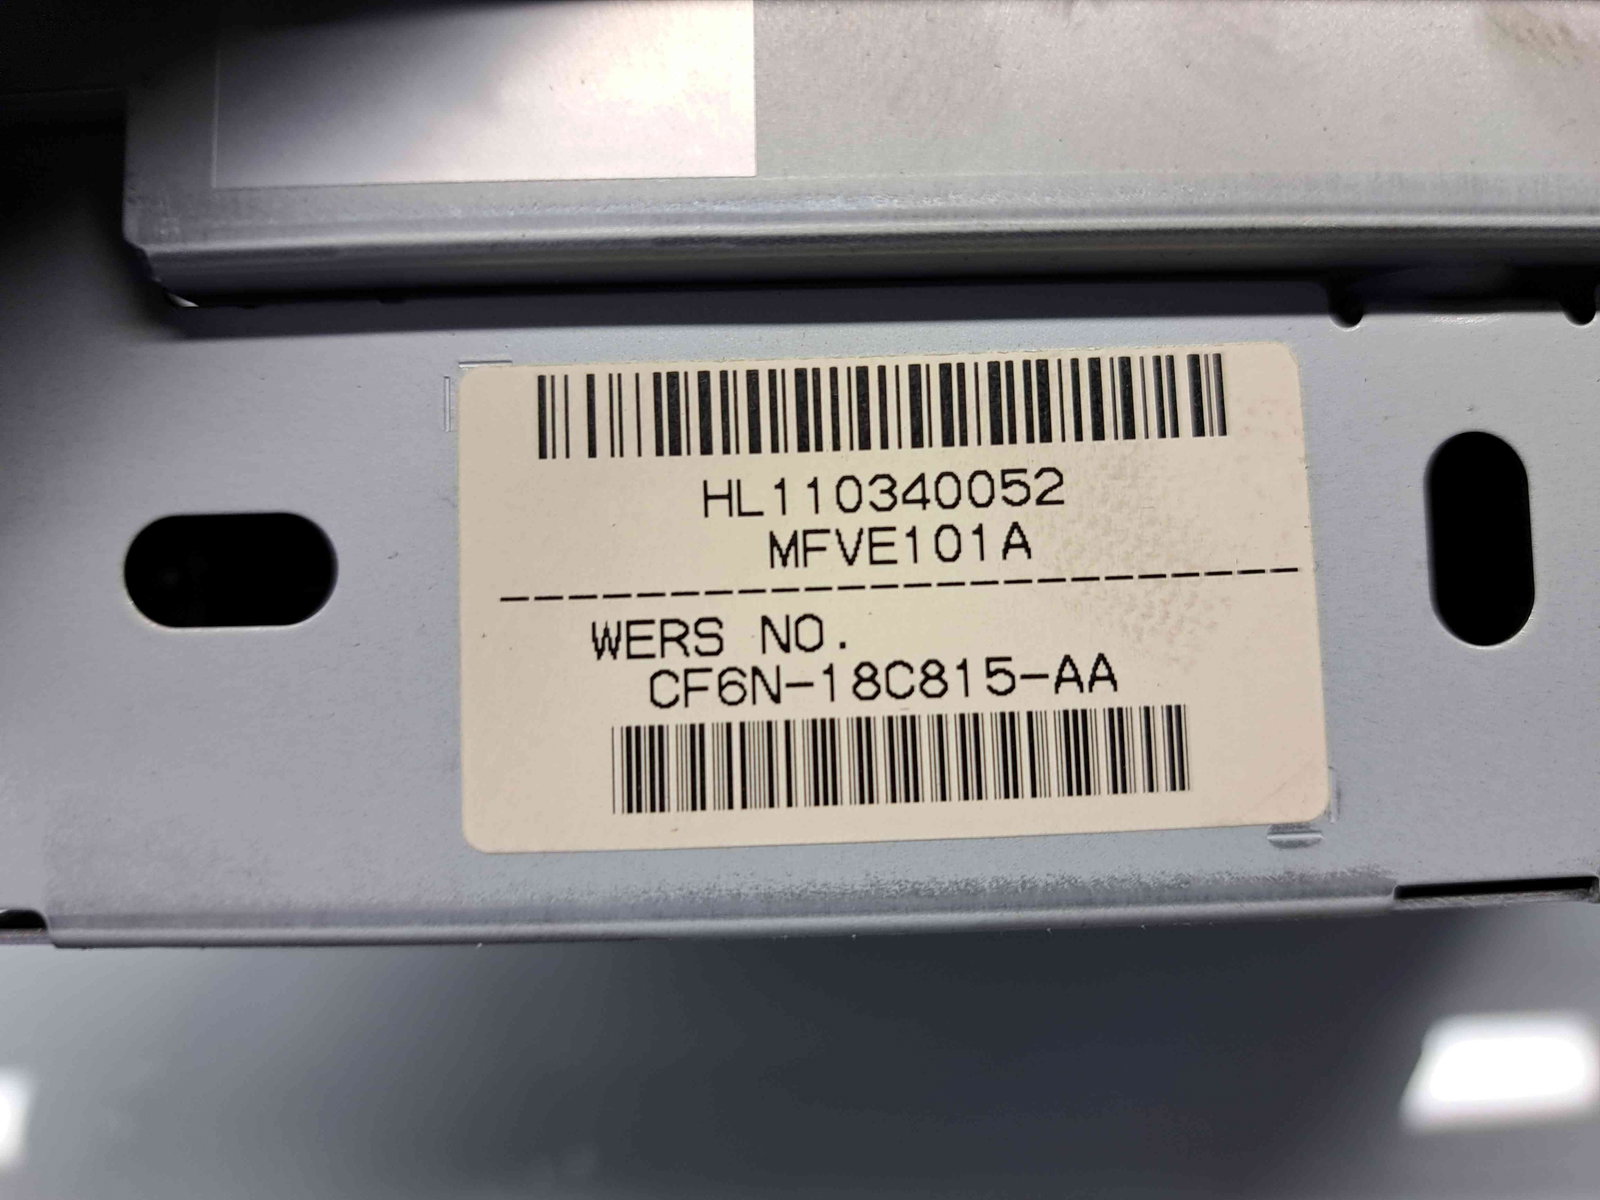 HL110340052
MFVE101A
WERS NO.
CF6N-18C815-AA